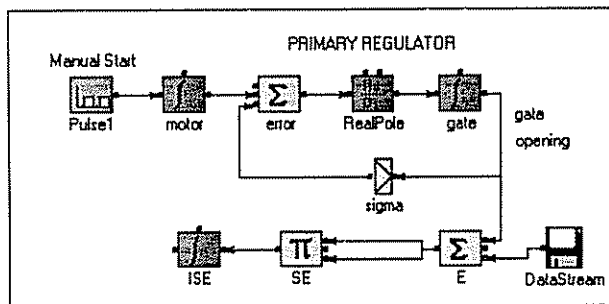 PRIMARY REGULATOR
Manual Start
Pulse1
motor
Σ
error
RealPole
gate
gate
opening
sigma
ISE
π
SE
Σ
E
DataStream